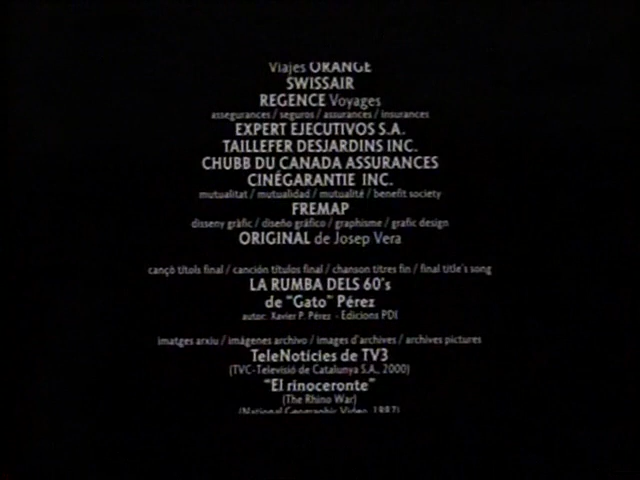 Viajes ORANGE
SWISSAIR
REGENCE Voyages
assegurances / seguros / assurances / insurances
EXPERT EJECUTIVOS S.A.
TAILLEFER DESJARDINS INC.
CHUBB DU CANADA ASSURANCES
CINÉGARANTIE INC.
mutualitat / mutualidad / mutualité / benefit society
FREMAP
disseny gràfic / diseño gráfico / graphisme / grafic design
ORIGINAL de Josep Vera
cançó títols final / canción títulos final / chanson titres fin / final title's song
LA RUMBA DELS 60's
de "Gato" Pérez
autor: Xavier P. Pérez - Edicions PDI
imatges arxiu / imágenes archivo / images d'archives / archives pictures
TeleNotícies de TV3
(TVC-Televisió de Catalunya S.A., 2000)
"El rinoceronte"
(The Rhino War)
(National Geographic Video, 1987)